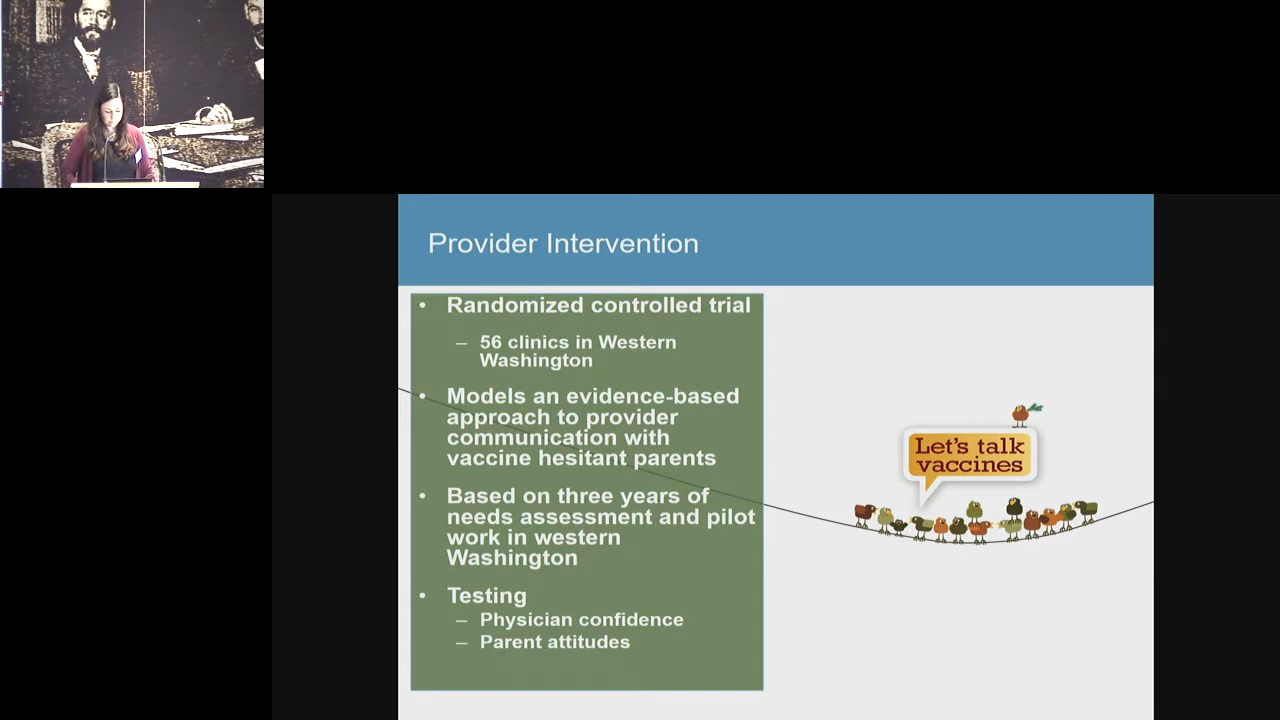 Provider Intervention
• Randomized controlled trial
– 56 clinics in Western
Washington
• Models an evidence-based
approach to provider
communication with
vaccine hesitant parents
• Based on three years of
needs assessment and pilot
work in western
Washington
• Testing
– Physician confidence
– Parent attitudes
Let's talk
vaccines